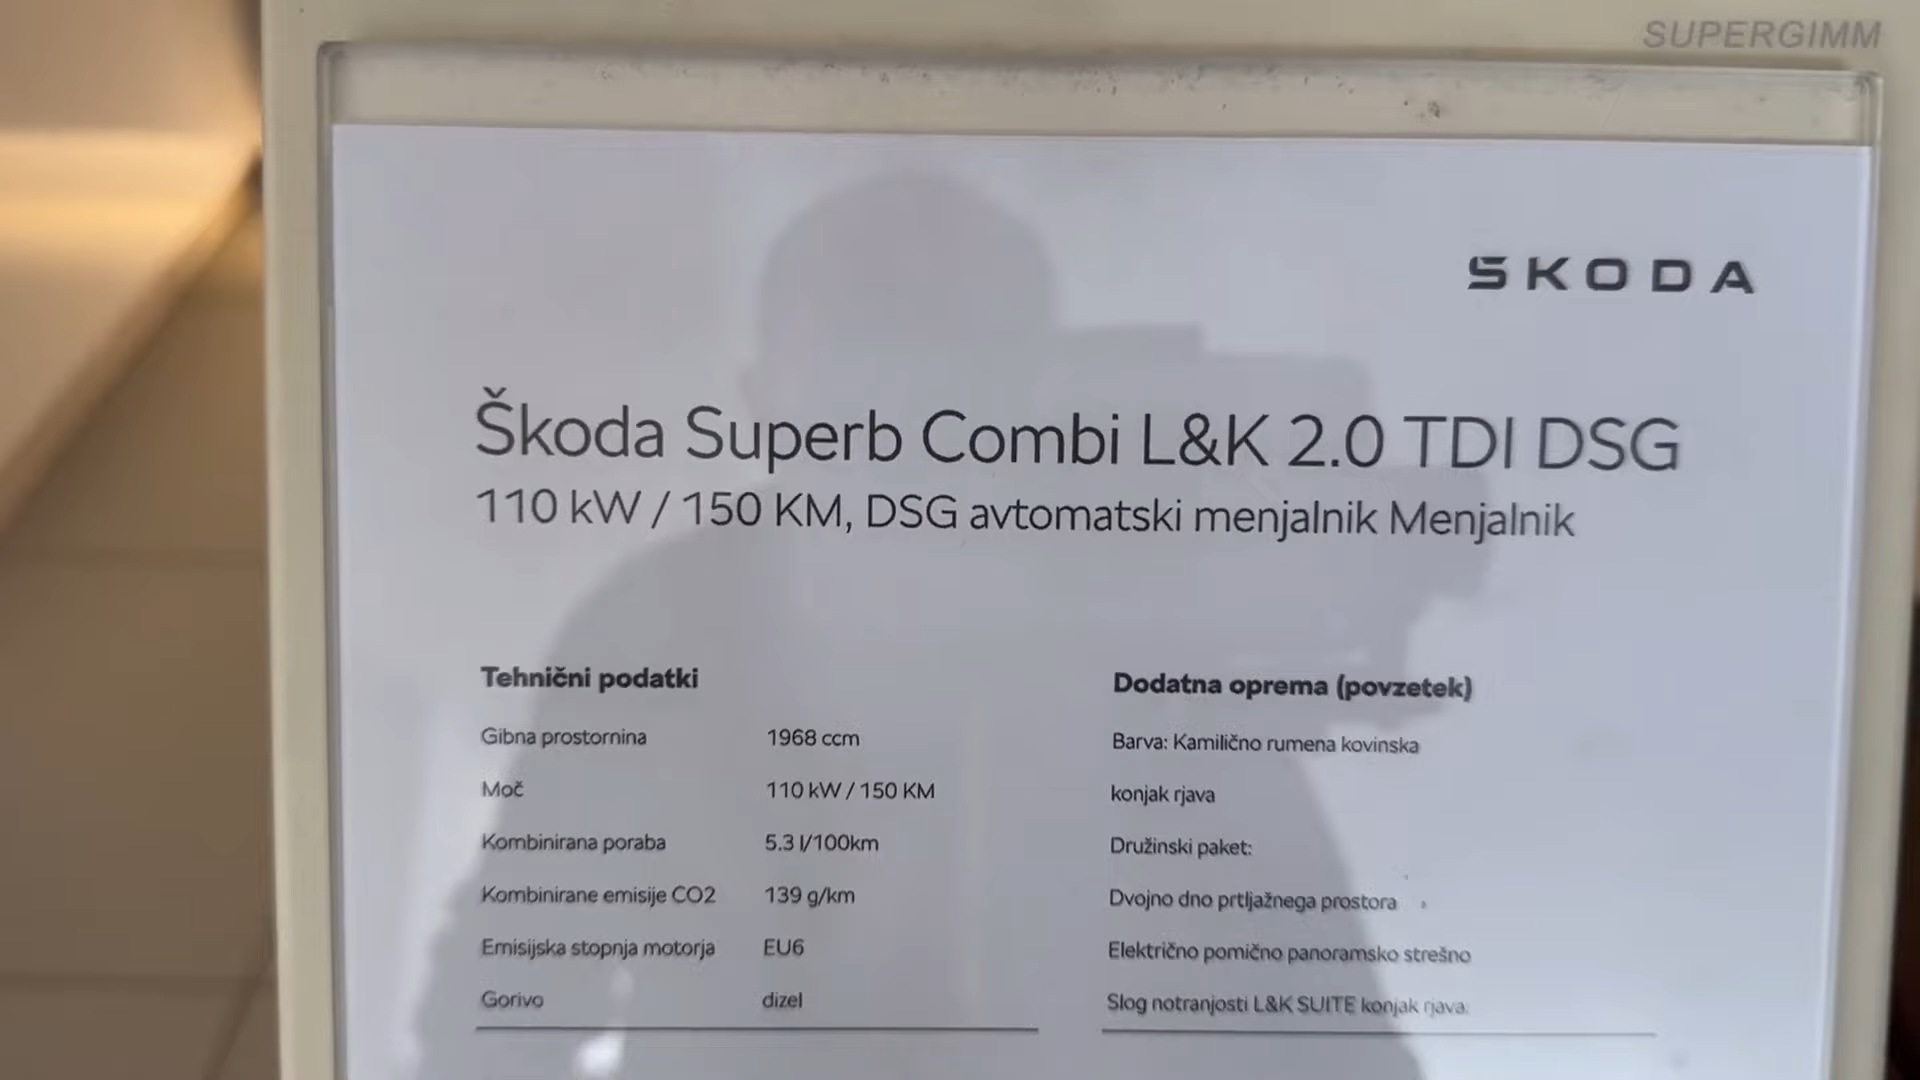 SUPERGIMM
SKODA
Škoda Superb Combi L&K 2.0 TDI DSG
110 kW / 150 KM, DSG avtomatski menjalnik Menjalnik
Tehnični podatki
Gibna prostornina 1968 ccm
Moč 110 kW / 150 KM
Kombinirana poraba 5.3 l/100km
Kombinirane emisije CO2 139 g/km
Emisijska stopnja motorja EU6
Gorivo dizel
Dodatna oprema (povzetek)
Barva: Kamilično rumena kovinska
konjak rjava
Družinski paket:
Dvojno dno prtljažnega prostora
Električno pomično panoramsko strešno
Slog notranjosti L&K SUITE konjak rjava: